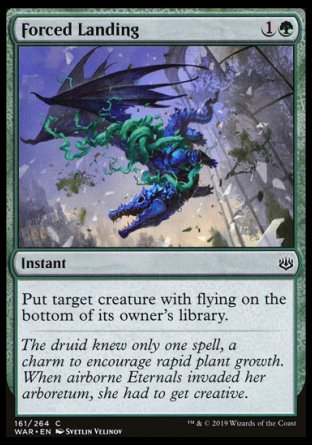 Forced Landing 1
Instant
Put target creature with flying on the
bottom of its owner's library.
The druid knew only one spell, a
charm to encourage rapid plant growth.
When airborne Eternals invaded her
arboretum, she had to get creative.
161/264 C
WAR • EN Svetlin Velinov
™ & © 2019 Wizards of the Coast